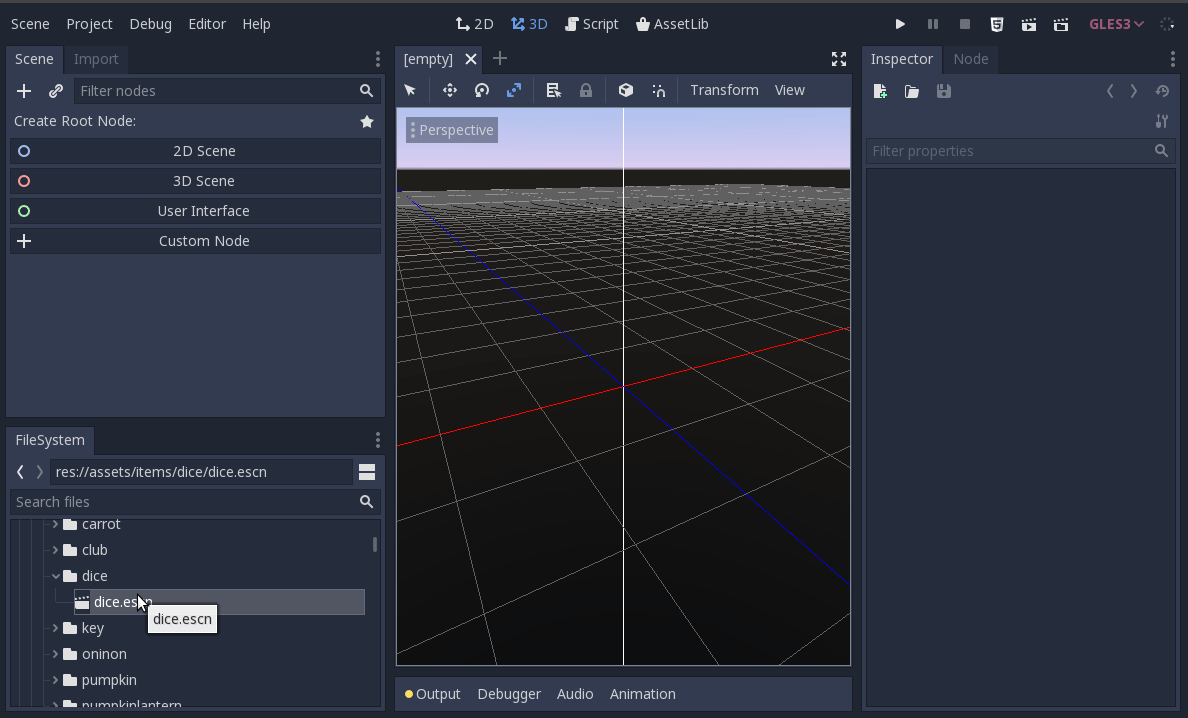 Scene Project Debug Editor Help 2D 3D Script AssetLib GLES3
Scene Import
Filter nodes
Create Root Node:
2D Scene
3D Scene
User Interface
Custom Node
FileSystem
res://assets/items/dice/dice.escn
Search files
carrot
club
dice
dice.escn
dice.escn
key
oninon
pumpkin
pumpkinlantern
[empty]
Transform View
Perspective
Output Debugger Audio Animation
Inspector Node
Filter properties